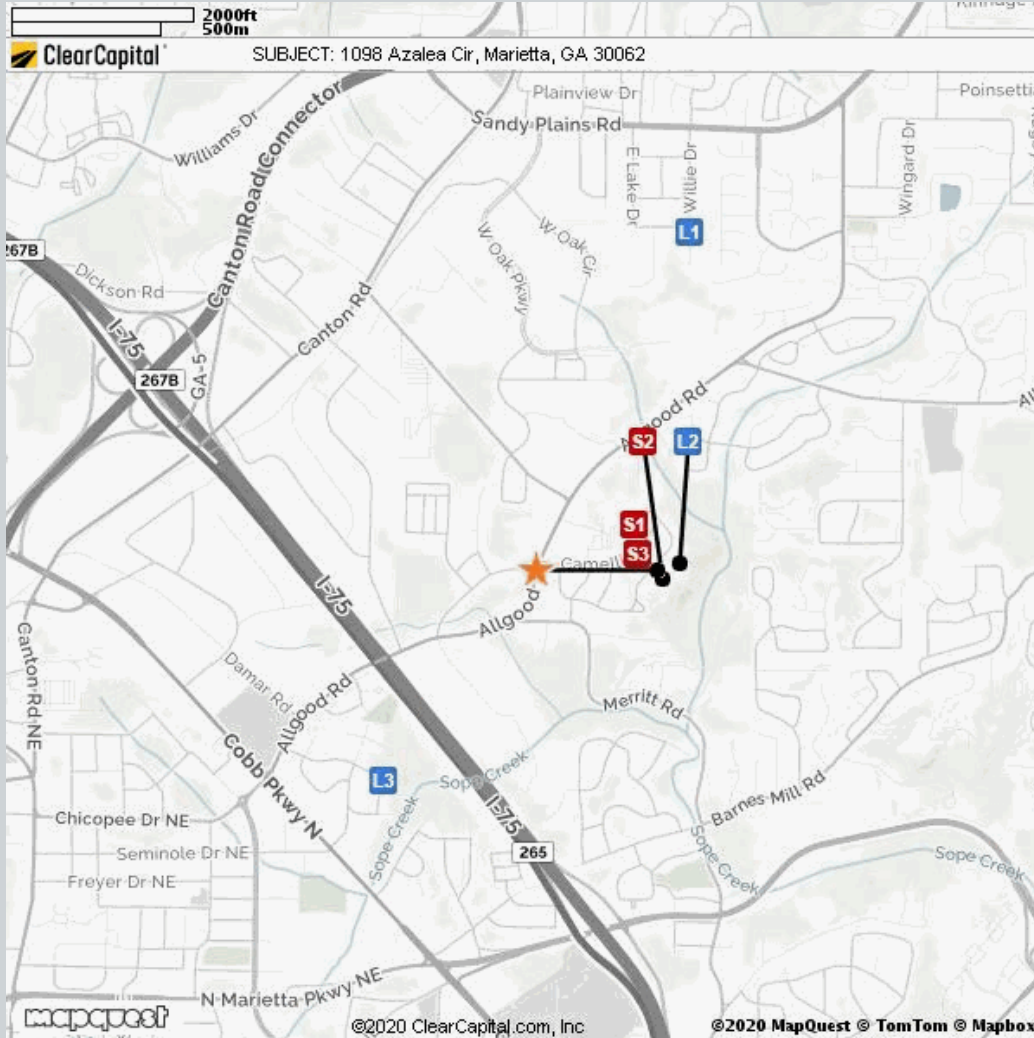 2000ft
500m
ClearCapital
SUBJECT: 1098 Azalea Cir, Marietta, GA 30062
Plainview Dr
Poinsetti
Sandy Plains Rd
Williams Dr
Canton Road Connector
E Lake Dr
Willie Dr
Wingard Dr
L1
W Oak Cir
W Oak Pkwy
267B
Dickson Rd
I-75
Canton Rd
267B
GA-5
Allgood Rd
S2
L2
S1
S3
Camell
I-75
Allgood
Canton Rd NE
Damar Rd
Allgood Rd
Merritt Rd
Cobb Pkwy N
L3
Sope Creek
Sope Creek
I-75
Barnes Mill Rd
Chicopee Dr NE
Seminole Dr NE
Freyer Dr NE
265
Sope Creek
Sope Creek
N Marietta Pkwy NE
mapquest
©2020 ClearCapital.com, Inc
©2020 MapQuest © TomTom © Mapbox